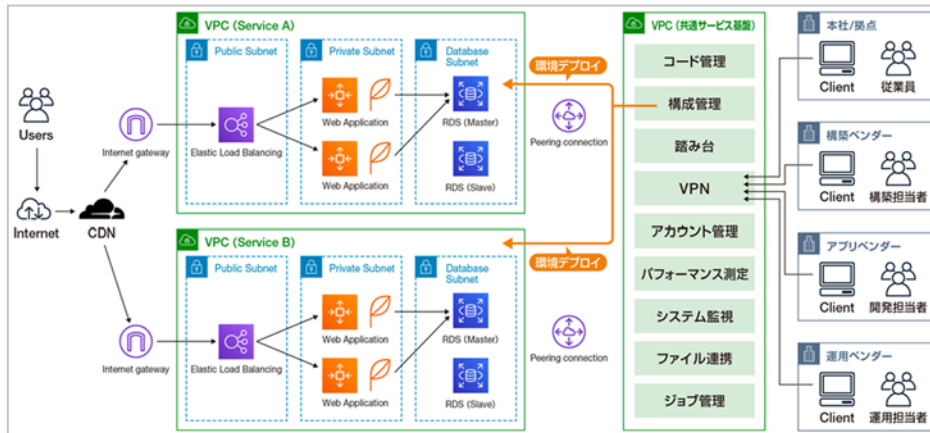 Users
Internet
CDN
Internet gateway
Internet gateway
VPC (Service A)
Public Subnet
Elastic Load Balancing
Private Subnet
Web Application
Web Application
Database
Subnet
RDS (Master)
RDS (Slave)
VPC (Service B)
Public Subnet
Elastic Load Balancing
Private Subnet
Web Application
Web Application
Database
Subnet
RDS (Master)
RDS (Slave)
環境デプロイ
Peering connection
環境デプロイ
Peering connection
VPC (共通サービス基盤)
コード管理
構成管理
踏み台
VPN
アカウント管理
パフォーマンス測定
システム監視
ファイル連携
ジョブ管理
本社/拠点
Client
従業員
構築ベンダー
Client
構築担当者
アプリベンダー
Client
開発担当者
運用ベンダー
Client
運用担当者